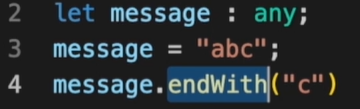 2 let message : any;
3 message = "abc";
4 message.endWith("c")